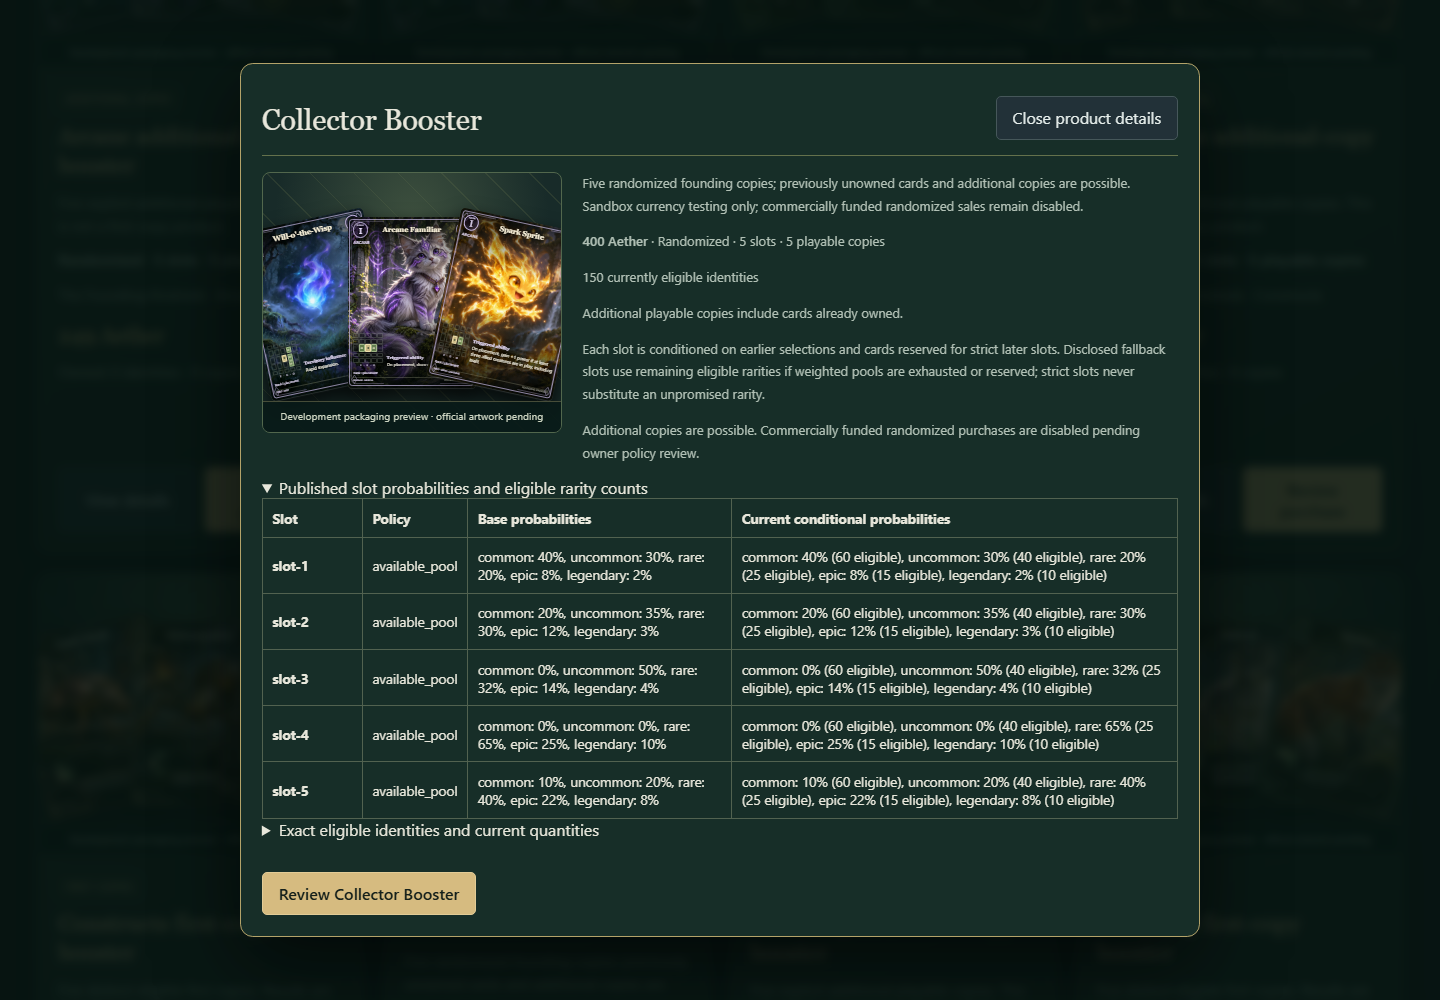 Collector Booster
Close product details
Will-o'-the-Wisp
I
ARCANE
Arcane Familiar
I
ARCANE
Spark Sprite
Territory influence
Rapid expansion
Triggered ability
Triggered ability
Development packaging preview · official artwork pending
Five randomized founding copies; previously unowned cards and additional copies are possible.
Sandbox currency testing only; commercially funded randomized sales remain disabled.
400 Aether · Randomized · 5 slots · 5 playable copies
150 currently eligible identities
Additional playable copies include cards already owned.
Each slot is conditioned on earlier selections and cards reserved for strict later slots. Disclosed fallback
slots use remaining eligible rarities if weighted pools are exhausted or reserved; strict slots never
substitute an unpromised rarity.
Additional copies are possible. Commercially funded randomized purchases are disabled pending
owner policy review.
▼ Published slot probabilities and eligible rarity counts
Slot Policy Base probabilities Current conditional probabilities
slot-1 available_pool common: 40%, uncommon: 30%, rare: common: 40% (60 eligible), uncommon: 30% (40 eligible), rare: 20%
20%, epic: 8%, legendary: 2% (25 eligible), epic: 8% (15 eligible), legendary: 2% (10 eligible)
slot-2 available_pool common: 20%, uncommon: 35%, rare: common: 20% (60 eligible), uncommon: 35% (40 eligible), rare: 30%
30%, epic: 12%, legendary: 3% (25 eligible), epic: 12% (15 eligible), legendary: 3% (10 eligible)
slot-3 available_pool common: 0%, uncommon: 50%, rare: common: 0% (60 eligible), uncommon: 50% (40 eligible), rare: 32% (25
32%, epic: 14%, legendary: 4% eligible), epic: 14% (15 eligible), legendary: 4% (10 eligible)
slot-4 available_pool common: 0%, uncommon: 0%, rare: common: 0% (60 eligible), uncommon: 0% (40 eligible), rare: 65% (25
65%, epic: 25%, legendary: 10% eligible), epic: 25% (15 eligible), legendary: 10% (10 eligible)
slot-5 available_pool common: 10%, uncommon: 20%, rare: common: 10% (60 eligible), uncommon: 20% (40 eligible), rare: 40%
40%, epic: 22%, legendary: 8% (25 eligible), epic: 22% (15 eligible), legendary: 8% (10 eligible)
▶ Exact eligible identities and current quantities
Review Collector Booster